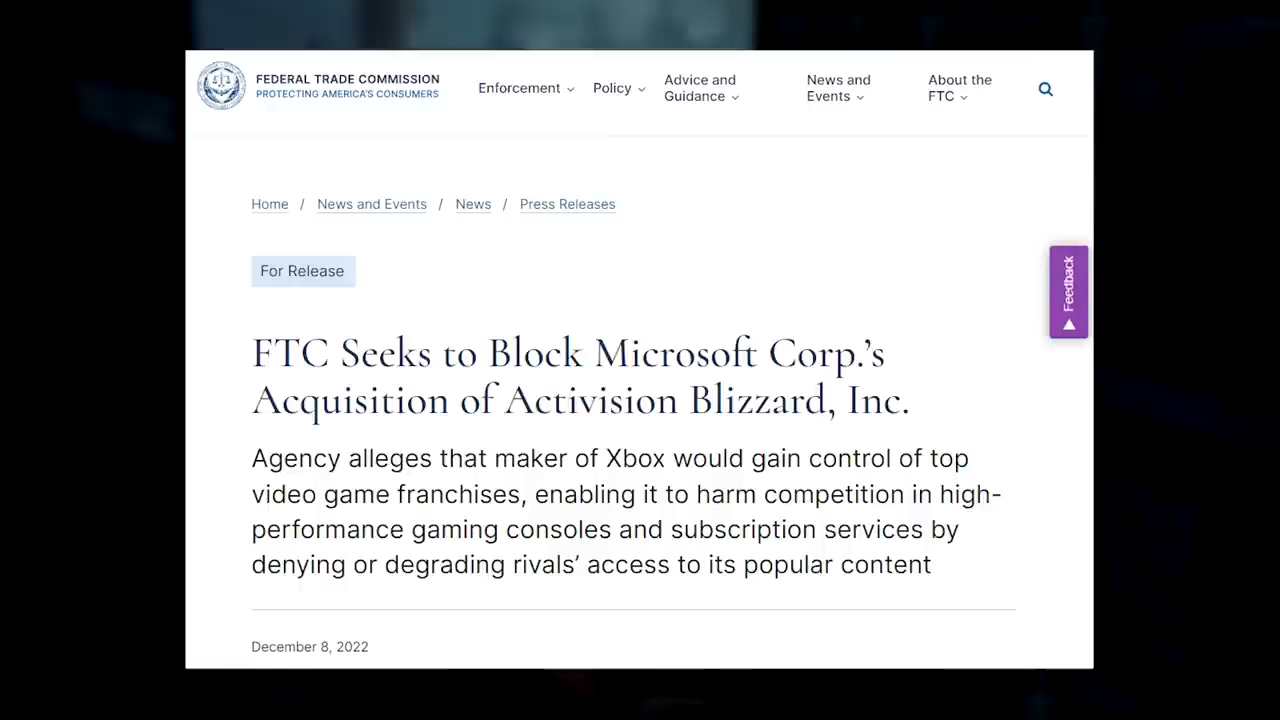 FEDERAL TRADE COMMISSION
PROTECTING AMERICA'S CONSUMERS
Enforcement
Policy
Advice and
Guidance
News and
Events
About the
FTC
Home / News and Events / News / Press Releases
For Release
Feedback
FTC Seeks to Block Microsoft Corp.'s
Acquisition of Activision Blizzard, Inc.
Agency alleges that maker of Xbox would gain control of top
video game franchises, enabling it to harm competition in high-
performance gaming consoles and subscription services by
denying or degrading rivals' access to its popular content
December 8, 2022